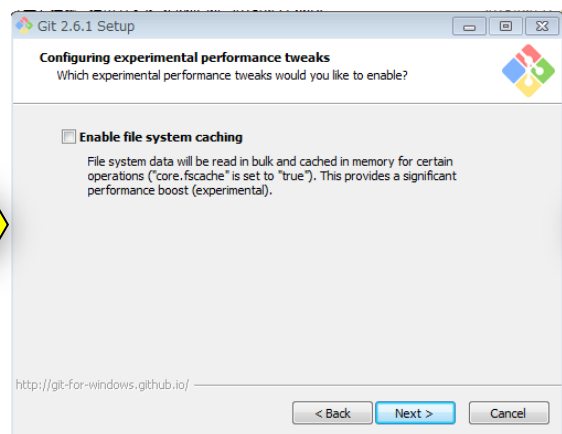 Git 2.6.1 Setup
Configuring experimental performance tweaks
Which experimental performance tweaks would you like to enable?
Enable file system caching
File system data will be read in bulk and cached in memory for certain
operations ("core.fscache" is set to "true"). This provides a significant
performance boost (experimental).
http://git-for-windows.github.io/
< Back Next > Cancel